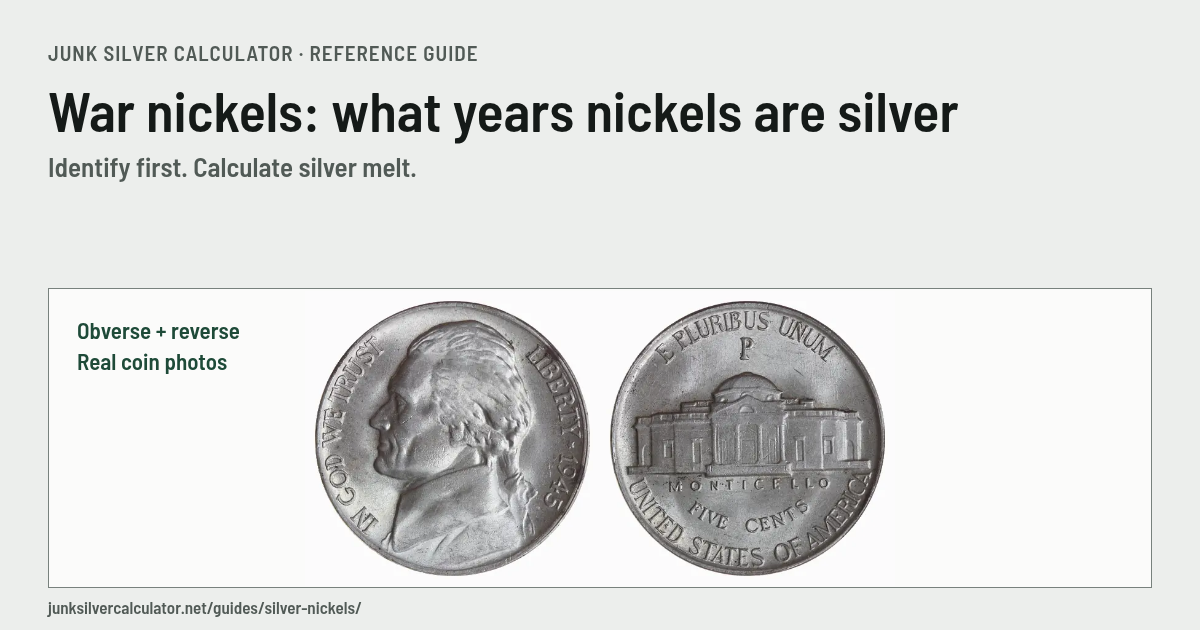 JUNK SILVER CALCULATOR · REFERENCE GUIDE
War nickels: what years nickels are silver
Identify first. Calculate silver melt.
Obverse + reverse
Real coin photos
IN GOD WE TRUST
LIBERTY · 1945
E PLURIBUS UNUM
P
MONTICELLO
FIVE CENTS
UNITED STATES OF AMERICA
junksilvercalculator.net/guides/silver-nickels/